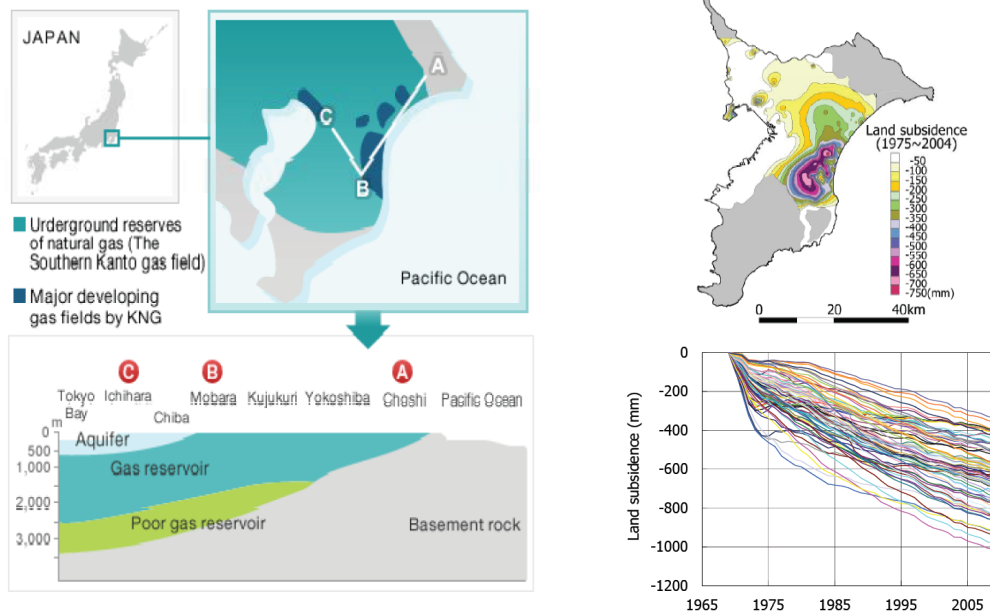 JAPAN
A
C
B
Pacific Ocean
Urderground reserves
of natural gas (The
Southern Kanto gas field)
Major developing
gas fields by KNG
C
B
A
Tokyo
Bay
Ichihara
Chiba
Mobara
Kujukuri
Yokoshiba
Choshi
Pacific Ocean
m
0
500
1,000
2,000
3,000
Aquifer
Gas reservoir
Poor gas reservoir
Basement rock
Land subsidence
(1975~2004)
-50
-100
-150
-200
-250
-300
-350
-400
-450
-500
-550
-600
-650
-700
-750(mm)
0
20
40km
Land subsidence (mm)
0
-200
-400
-600
-800
-1000
-1200
1965
1975
1985
1995
2005